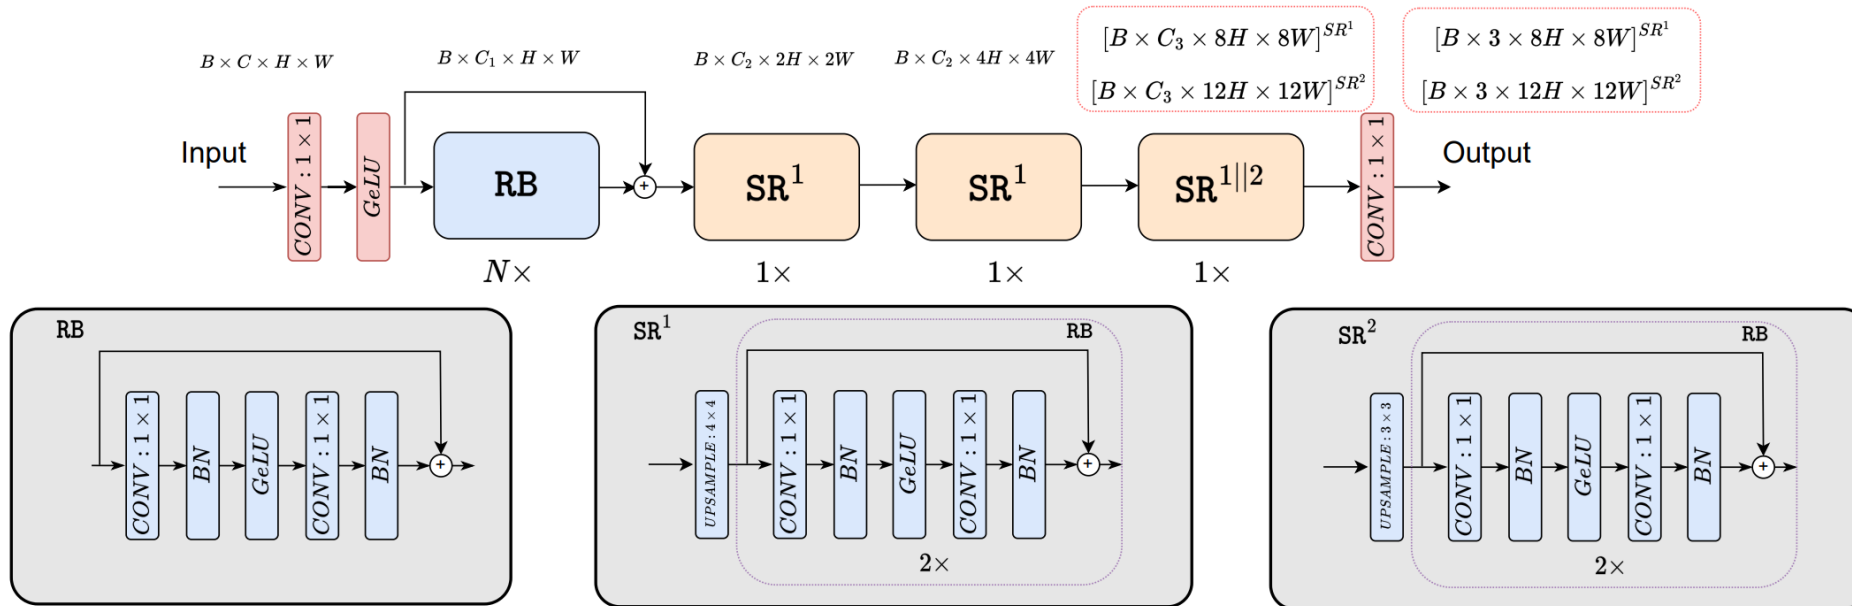 B × C × H × W
B × C₁ × H × W
B × C₂ × 2H × 2W
B × C₂ × 4H × 4W
[B × C₃ × 8H × 8W]^{SR¹}
[B × C₃ × 12H × 12W]^{SR²}
[B × 3 × 8H × 8W]^{SR¹}
[B × 3 × 12H × 12W]^{SR²}
Input
CONV : 1 × 1
GeLU
RB
N×
+
SR¹
1×
SR¹
1×
SR^{1||2}
1×
CONV : 1 × 1
Output
RB
CONV : 1 × 1
BN
GeLU
CONV : 1 × 1
BN
+
SR¹
RB
UPSAMPLE : 4 × 4
CONV : 1 × 1
BN
GeLU
CONV : 1 × 1
BN
+
2×
SR²
RB
UPSAMPLE : 3 × 3
CONV : 1 × 1
BN
GeLU
CONV : 1 × 1
BN
+
2×